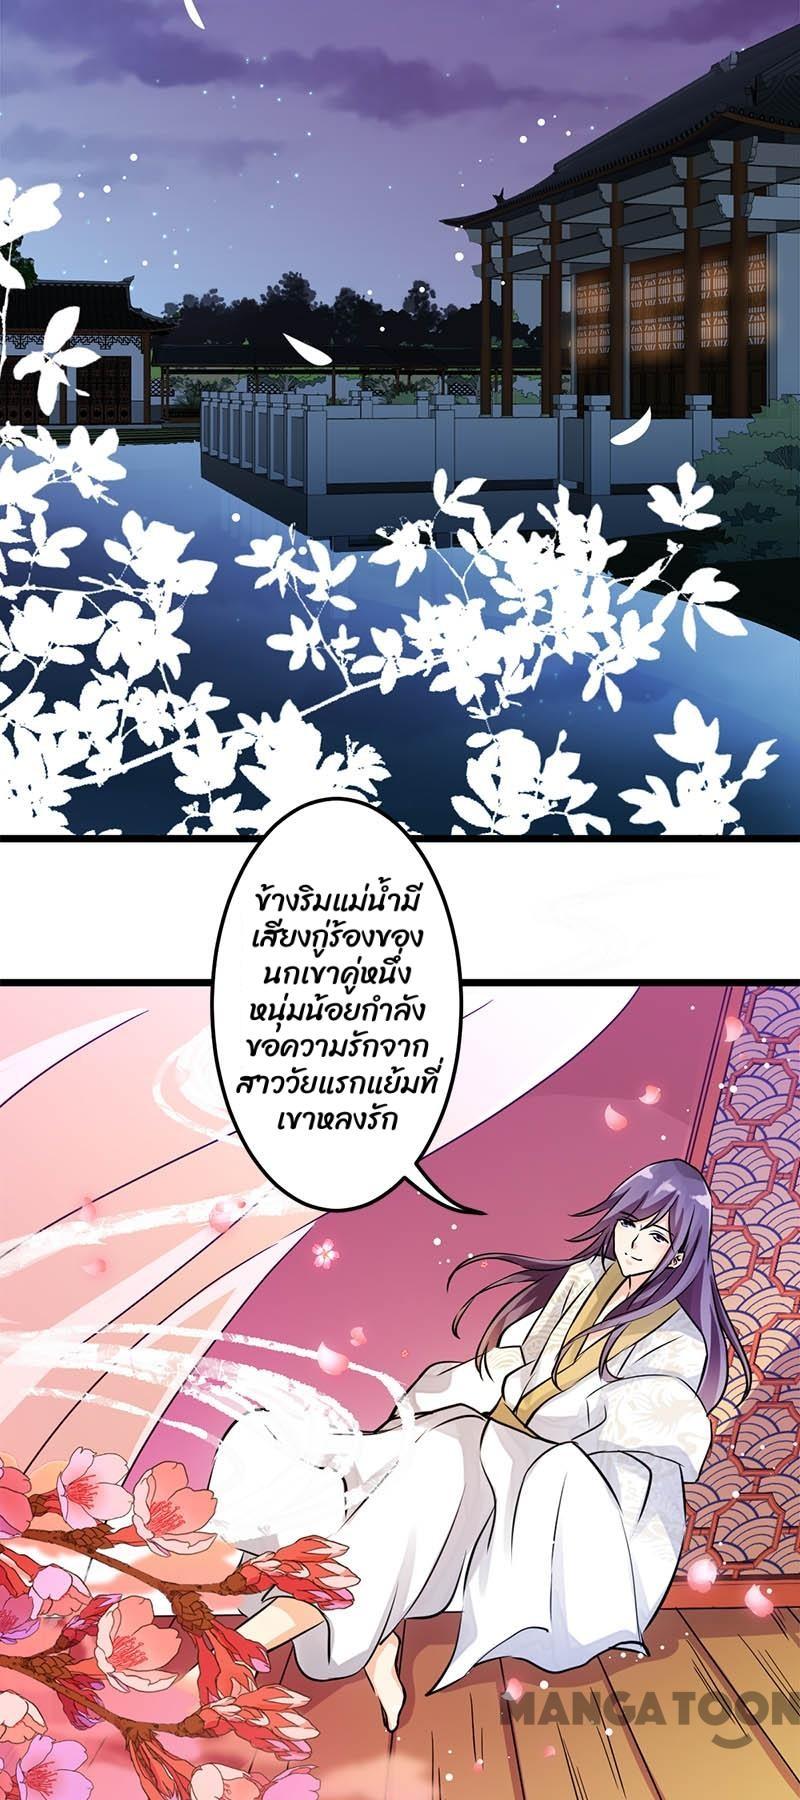 ข้างริมแม่น้ำมี
เสียงกู่ร้องของ
นกเขาคู่หนึ่ง
หนุ่มน้อยกำลัง
ขอความรักจาก
สาววัยแรกแย้มที่
เขาหลงรัก
MANGATOON